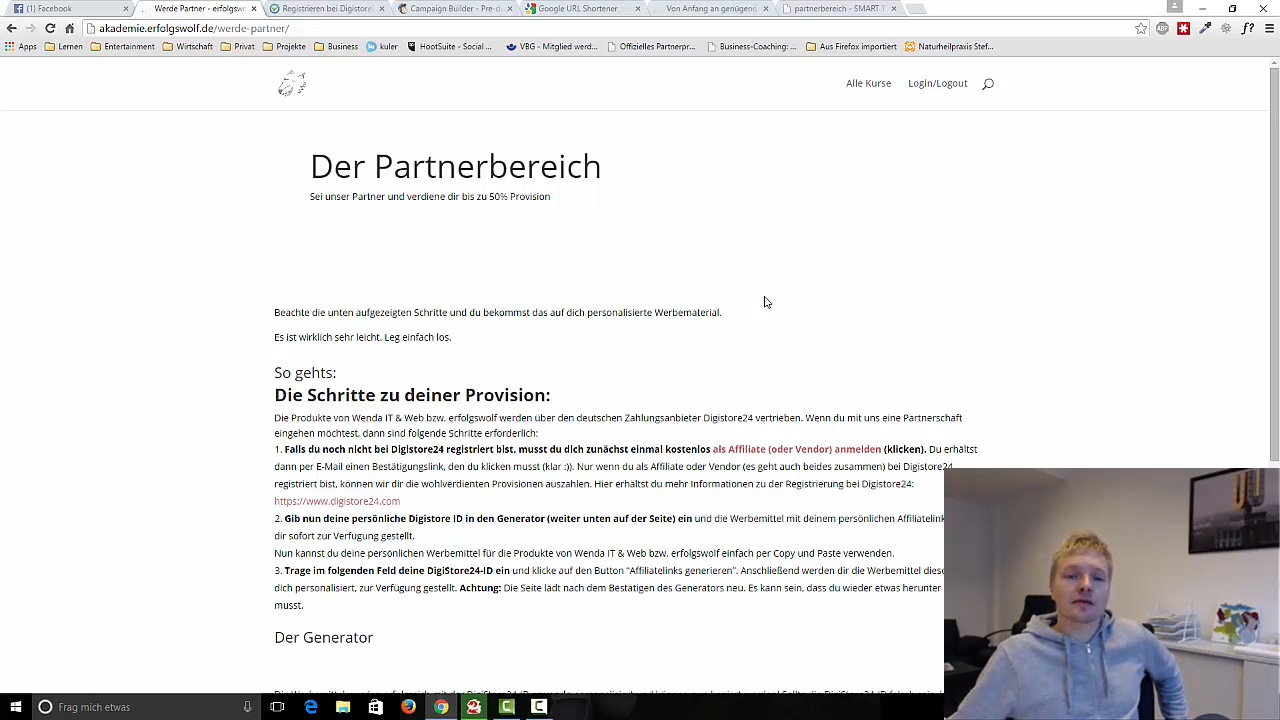 (1) Facebook
Werde Partner - erfolgsw
Registrieren bei Digistore
Campaign Builder - Pre-d
Google URL Shortener
Von Anfang an genügend
partnerbereich - SMART T
akademie.erfolgswolf.de/werde-partner/
Apps
Lernen
Entertainment
Wirtschaft
Privat
Projekte
Business
kuler
HootSuite - Social ...
VBG - Mitglied werd...
Offizielles Partnerpr...
Business-Coaching: ...
Aus Firefox importiert
Naturheilpraxis Stef...
Alle Kurse
Login/Logout
Der Partnerbereich
Sei unser Partner und verdiene dir bis zu 50% Provision
Beachte die unten aufgezeigten Schritte und du bekommst das auf dich personalisierte Werbematerial.
Es ist wirklich sehr leicht. Leg einfach los.
So gehts:
Die Schritte zu deiner Provision:
Die Produkte von Wenda IT & Web bzw. erfolgswolf werden über den deutschen Zahlungsanbieter Digistore24 vertrieben. Wenn du mit uns eine Partnerschaft
eingehen möchtest, dann sind folgende Schritte erforderlich:
1. Falls du noch nicht bei Digistore24 registriert bist, musst du dich zunächst einmal kostenlos als Affiliate (oder Vendor) anmelden (klicken). Du erhältst
dann per E-Mail einen Bestätigungslink, den du klicken musst (klar :)). Nur wenn du als Affiliate oder Vendor (es geht auch beides zusammen) bei Digistore24
registriert bist, können wir dir die wohlverdienten Provisionen auszahlen. Hier erhältst du mehr Informationen zu der Registrierung bei Digistore24:
https://www.digistore24.com
2. Gib nun deine persönliche Digistore ID in den Generator (weiter unten auf der Seite) ein und die Werbemittel mit deinem persönlichen Affiliatelink
dir sofort zur Verfügung gestellt.
Nun kannst du deine persönlichen Werbemittel für die Produkte von Wenda IT & Web bzw. erfolgswolf einfach per Copy und Paste verwenden.
3. Trage im folgenden Feld deine DigiStore24-ID ein und klicke auf den Button "Affiliatelinks generieren". Anschließend werden dir die Werbemittel diese
dich personalisiert, zur Verfügung gestellt. Achtung: Die Seite lädt nach dem Bestätigen des Generators neu. Es kann sein, dass du wieder etwas herunter
musst.
Der Generator
Frag mich etwas